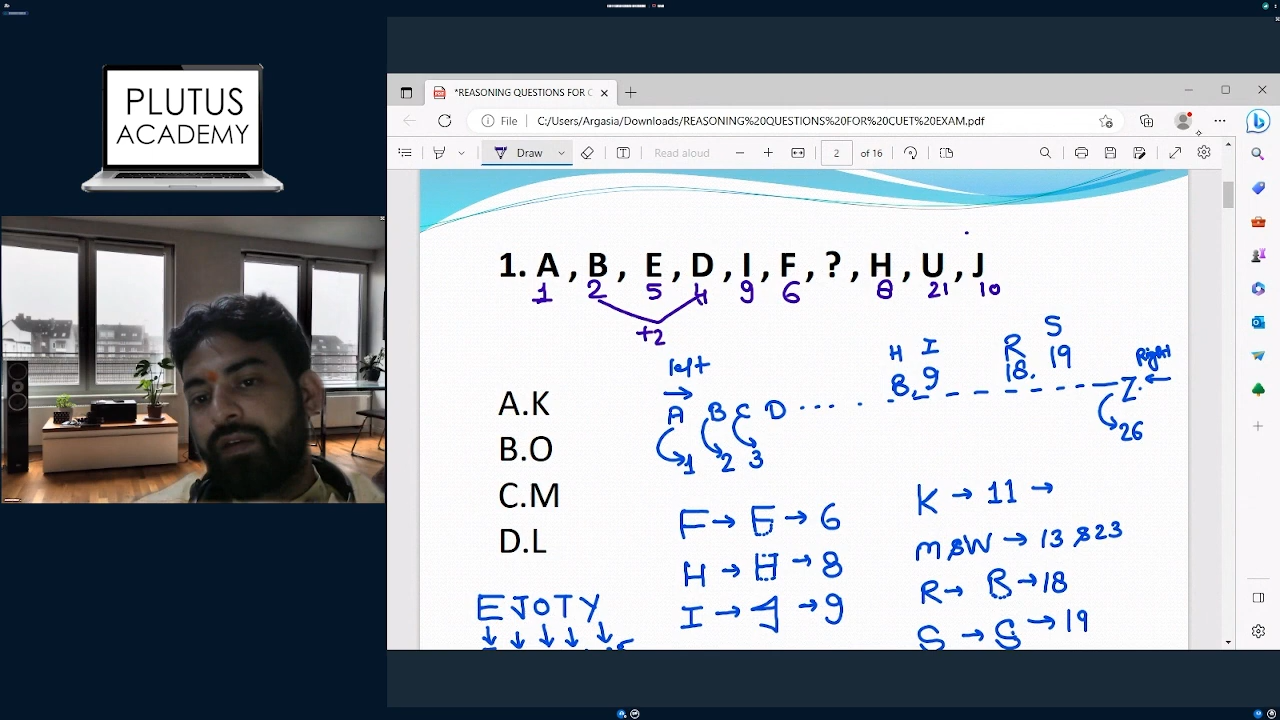 PLUTUS
ACADEMY
*REASONING QUESTIONS FOR C
File C:/Users/Argasia/Downloads/REASONING%20QUESTIONS%20FOR%20CUET%20EXAM.pdf
Draw Read aloud 2 of 16
1. A , B , E , D , I , F , ? , H , U , J
1 2 5 4 9 6 8 21 10
+2
left
H I R S Right
8, 9 18. 19
A B C D .... Z.
1 2 3 26
A.K
B.O
C.M
D.L
F → E → 6
H → H → 8
I → → 9
K → 11 →
M & W → 13 & 23
R → B → 18
S → S → 19
E J O T Y